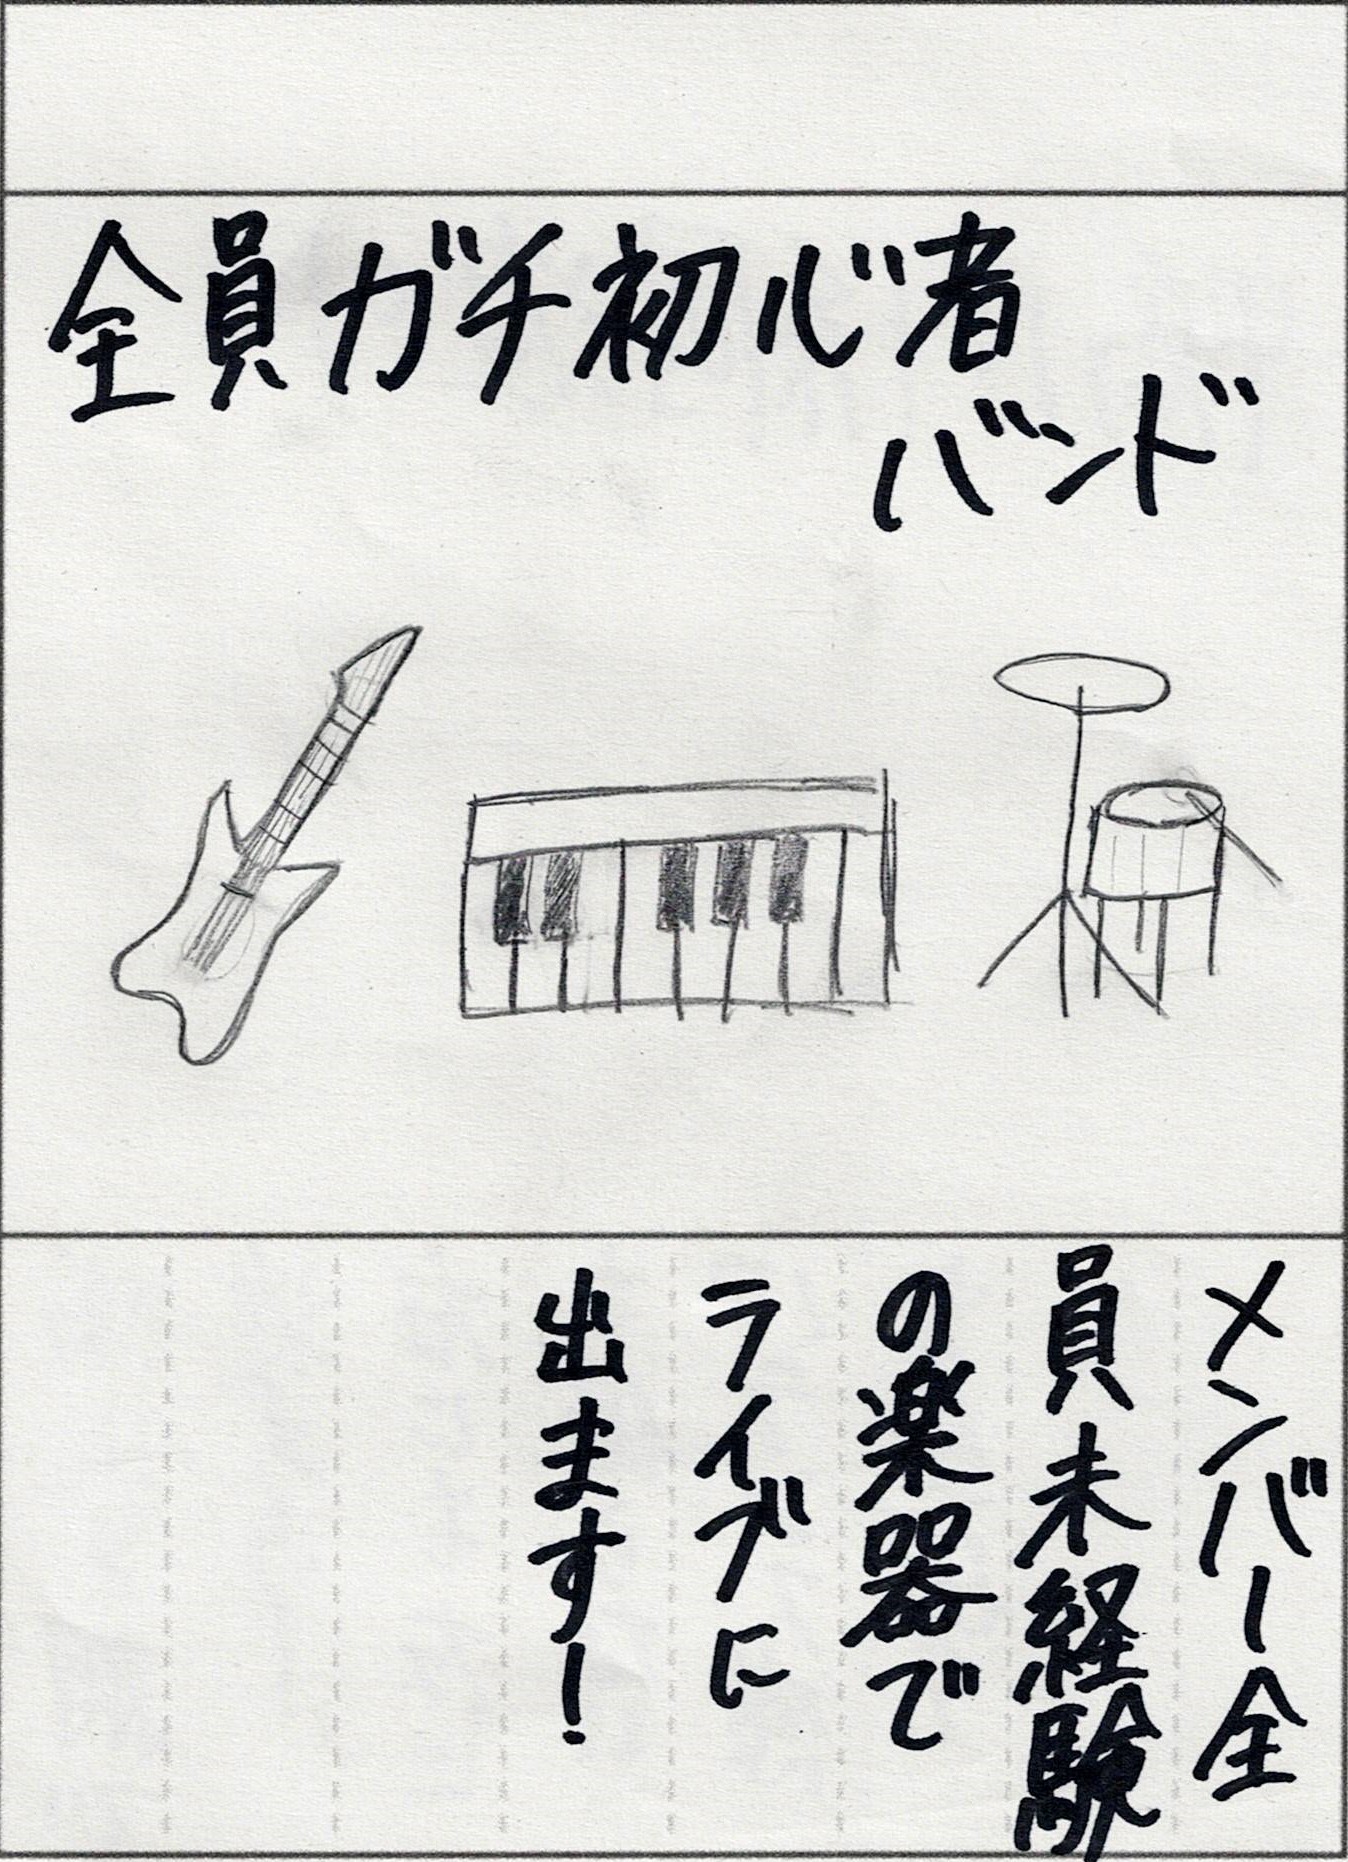 全員ガチ初心者
バンド
メンバー全
員未経験
の楽器で
ライブに
出ます!